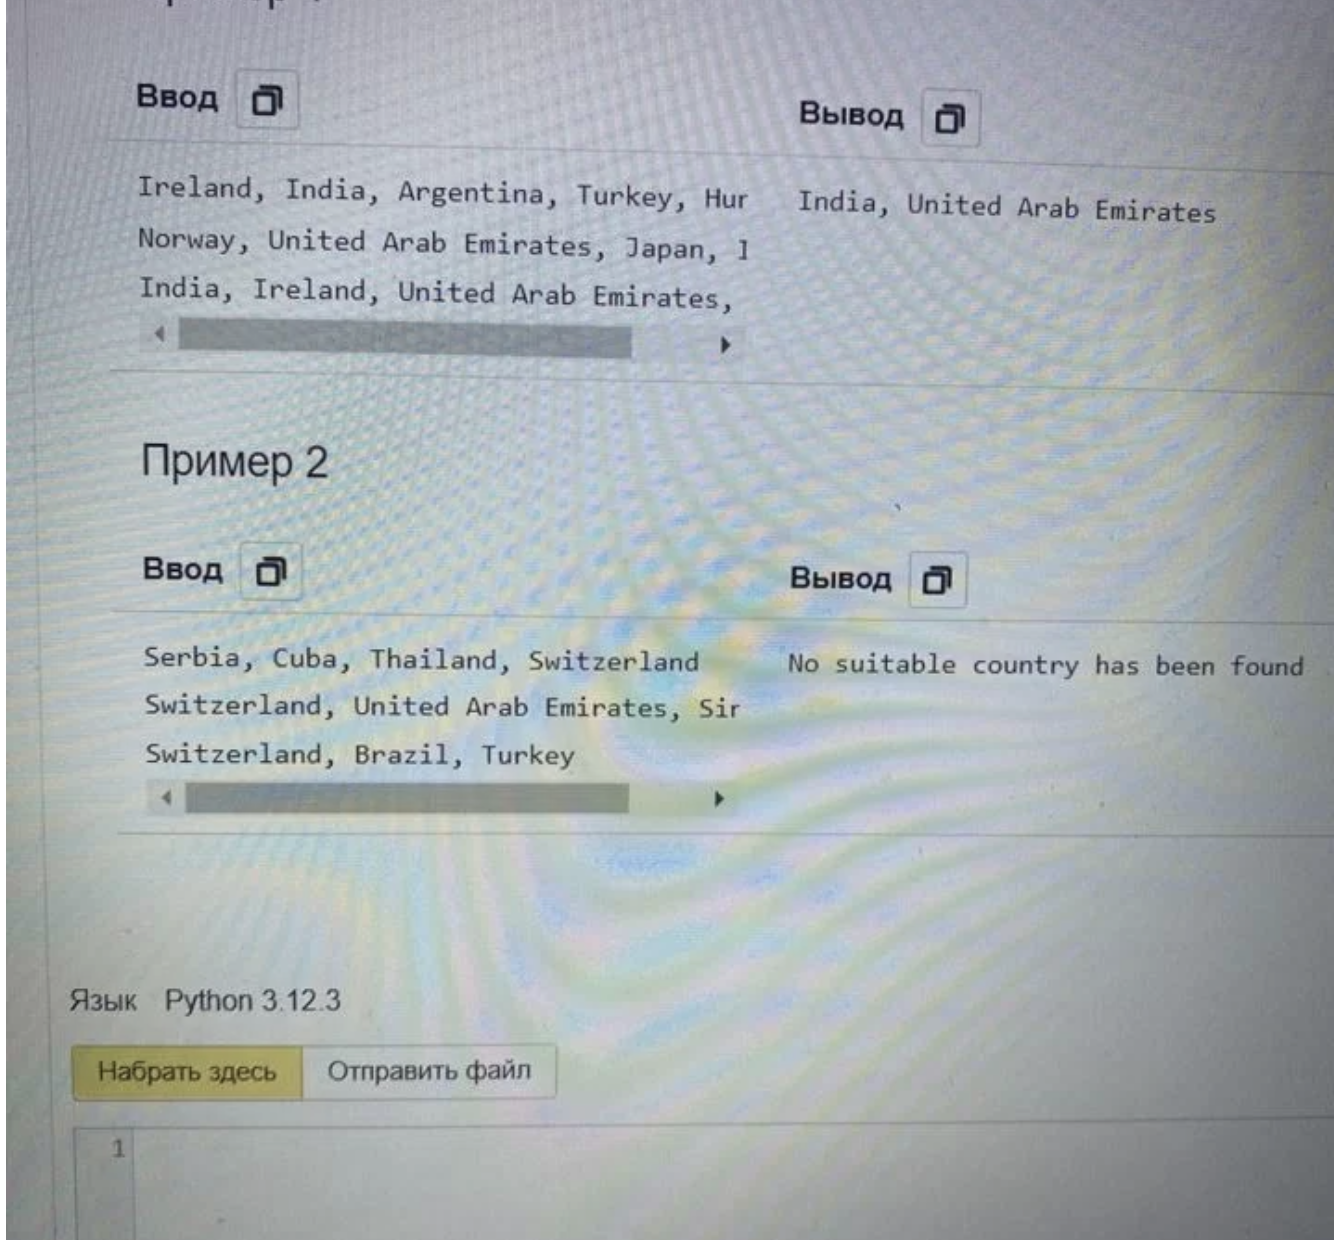 Ввод
Вывод
Ireland, India, Argentina, Turkey, Hur
India, United Arab Emirates
Norway, United Arab Emirates, Japan,
India, Ireland, United Arab Emirates,
Пример 2
Ввод
Вывод
Serbia, Cuba, Thailand, Switzerland
No suitable country has been found
Switzerland, United Arab Emirates, Sir
Switzerland, Brazil, Turkey
Язык Python 3.12.3
Набрать здесь
Отправить файл
1